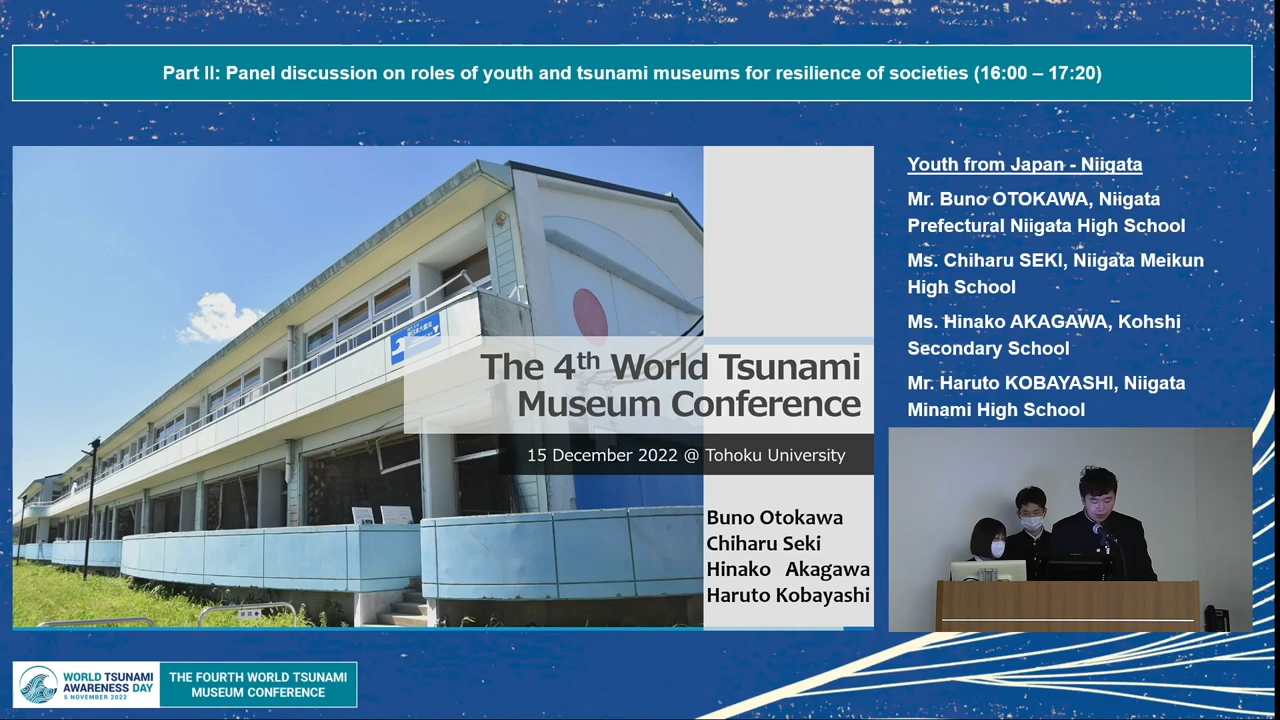 Part II: Panel discussion on roles of youth and tsunami museums for resilience of societies (16:00 – 17:20)
The 4th World Tsunami
Museum Conference
15 December 2022 @ Tohoku University
Buno Otokawa
Chiharu Seki
Hinako Akagawa
Haruto Kobayashi
Youth from Japan - Niigata
Mr. Buno OTOKAWA, Niigata
Prefectural Niigata High School
Ms. Chiharu SEKI, Niigata Meikun
High School
Ms. Hinako AKAGAWA, Kohshi
Secondary School
Mr. Haruto KOBAYASHI, Niigata
Minami High School
WORLD TSUNAMI
AWARENESS DAY
5 NOVEMBER 2022
THE FOURTH WORLD TSUNAMI
MUSEUM CONFERENCE